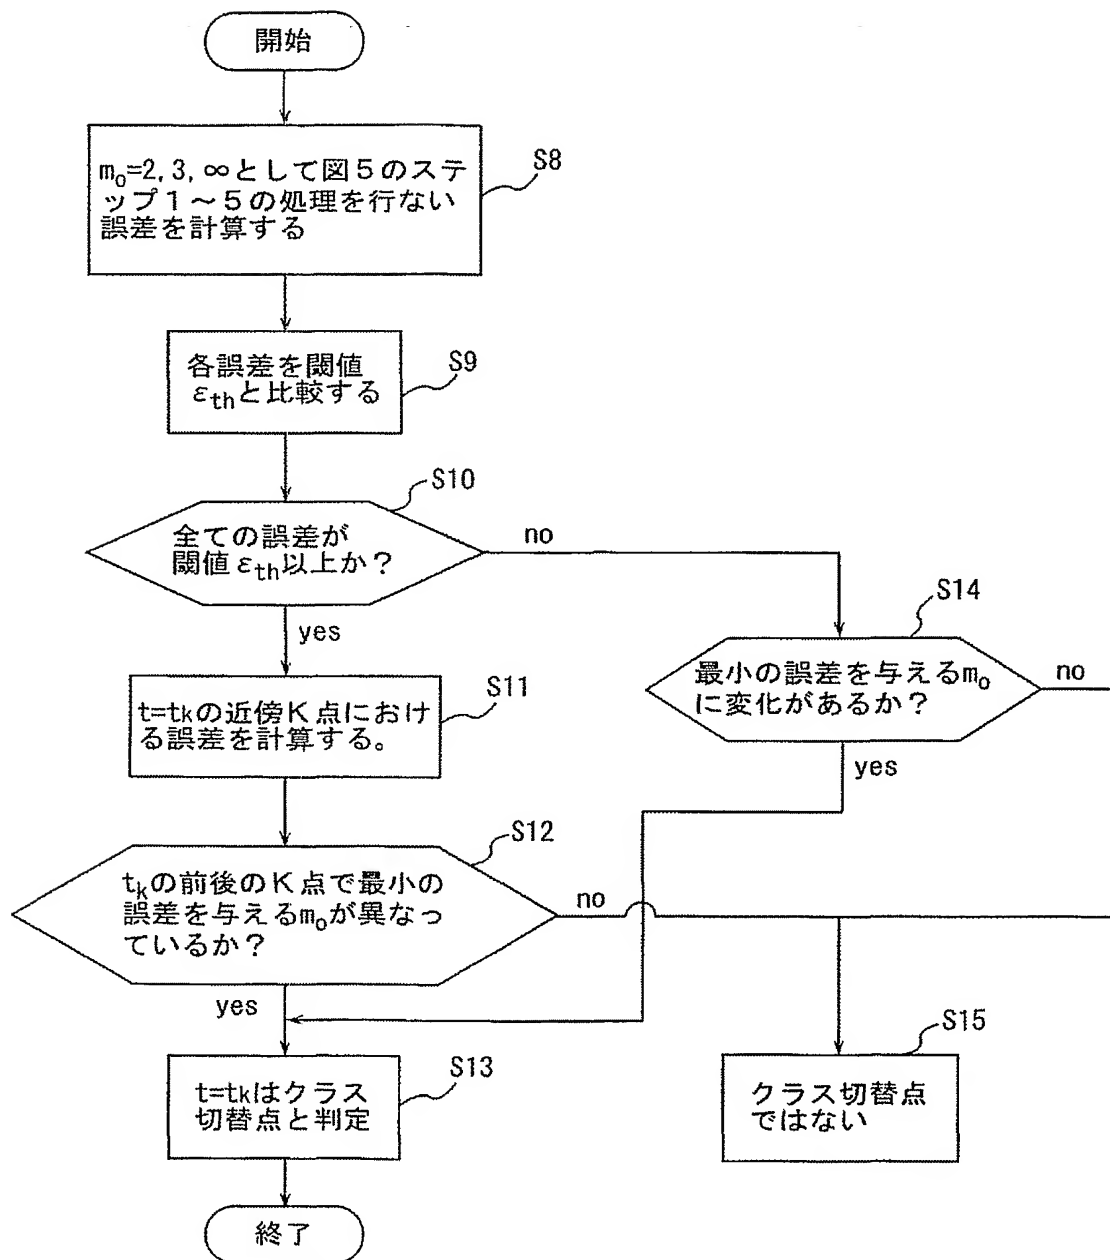 開始
m₀=2, 3, ∞として図5のステ
ップ1～5の処理を行ない
誤差を計算する
S8
各誤差を閾値
εthと比較する
S9
S10
全ての誤差が
閾値εth以上か？
no
yes
S14
最小の誤差を与えるm₀
に変化があるか？
no
yes
S11
t=tkの近傍K点におけ
る誤差を計算する。
S12
tkの前後のK点で最小の
誤差を与えるm₀が異なっ
ているか？
no
yes
S13
t=tkはクラス
切替点と判定
S15
クラス切替点
ではない
終了